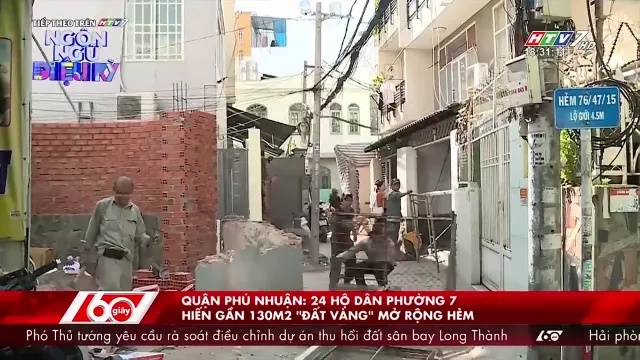 TIẾP THEO TRÊN HTV7
NGÔN
NGỮ
ĐIỆU KỲ
HTV7 HD
18:31:11
HẺM 76/47/15
LỘ GIỚI 4.5M
60 giây
QUẬN PHÚ NHUẬN: 24 HỘ DÂN PHƯỜNG 7
HIẾN GẦN 130M2 "ĐẤT VÀNG" MỞ RỘNG HẺM
Phó Thủ tướng yêu cầu rà soát điều chỉnh dự án thu hồi đất sân bay Long Thành
60
Hải phò